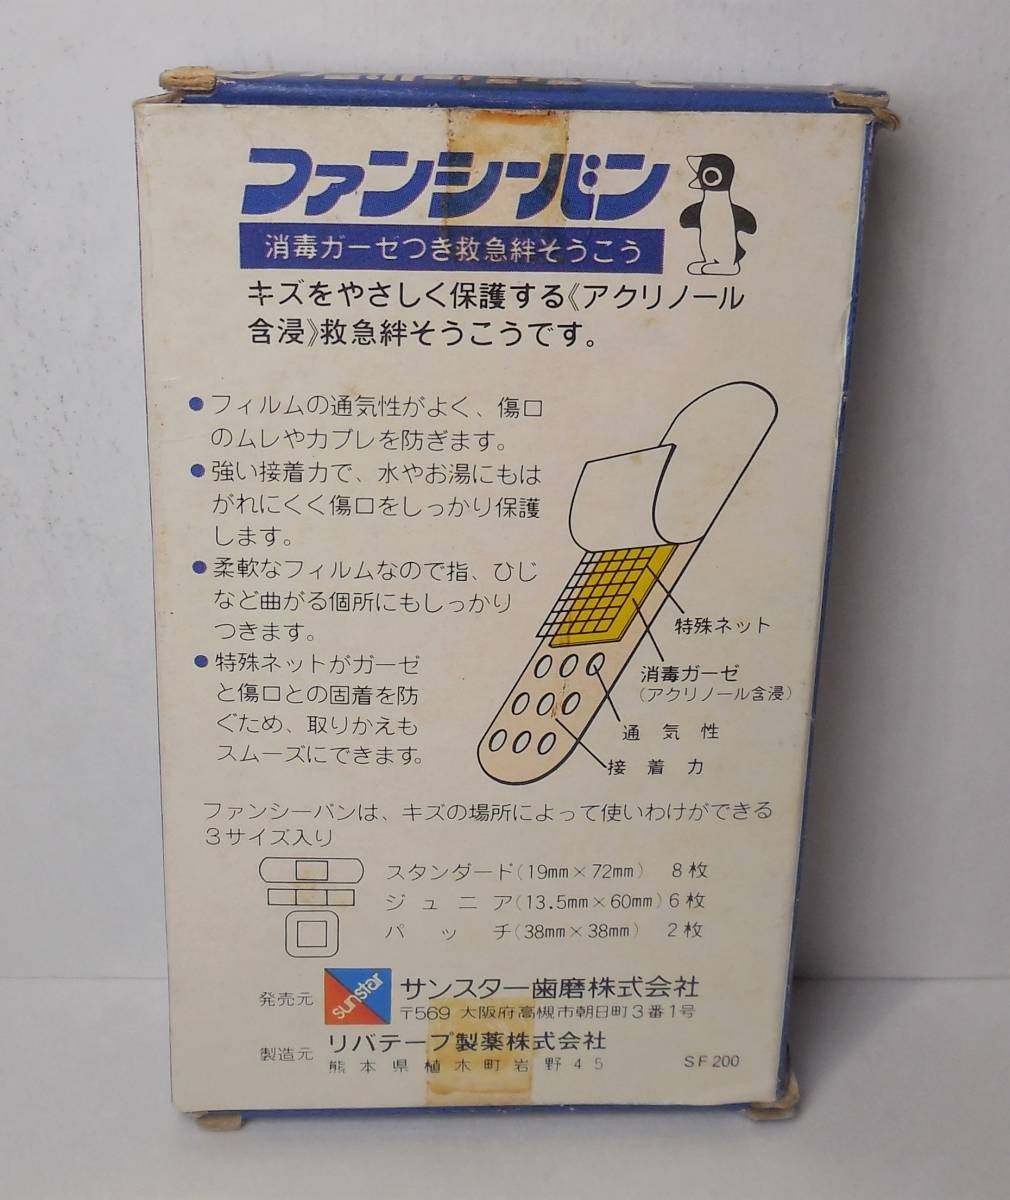 ファンシーバン
消毒ガーゼつき救急絆そうこう
キズをやさしく保護する《アクリノール
含浸》救急絆そうこうです。
●フィルムの通気性がよく、傷口
のムレやカブレを防ぎます。
●強い接着力で、水やお湯にもは
がれにくく傷口をしっかり保護
します。
●柔軟なフィルムなので指、ひじ
など曲がる個所にもしっかり
つきます。
●特殊ネットがガーゼ
と傷口との固着を防
ぐため、取りかえも
スムーズにできます。
特殊ネット
消毒ガーゼ
(アクリノール含浸)
通気性
接着力
ファンシーバンは、キズの場所によって使いわけができる
3サイズ入り
スタンダード(19mm×72mm) 8枚
ジュニア(13.5mm×60mm)6枚
パッチ(38mm×38mm) 2枚
発売元 sunstar サンスター歯磨株式会社
〒569 大阪府高槻市朝日町3番1号
製造元 リバテープ製薬株式会社
熊本県植木町岩野45 SF200